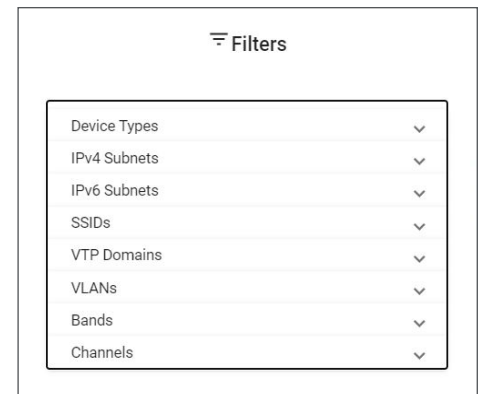 Filters
Device Types
IPv4 Subnets
IPv6 Subnets
SSIDs
VTP Domains
VLANs
Bands
Channels